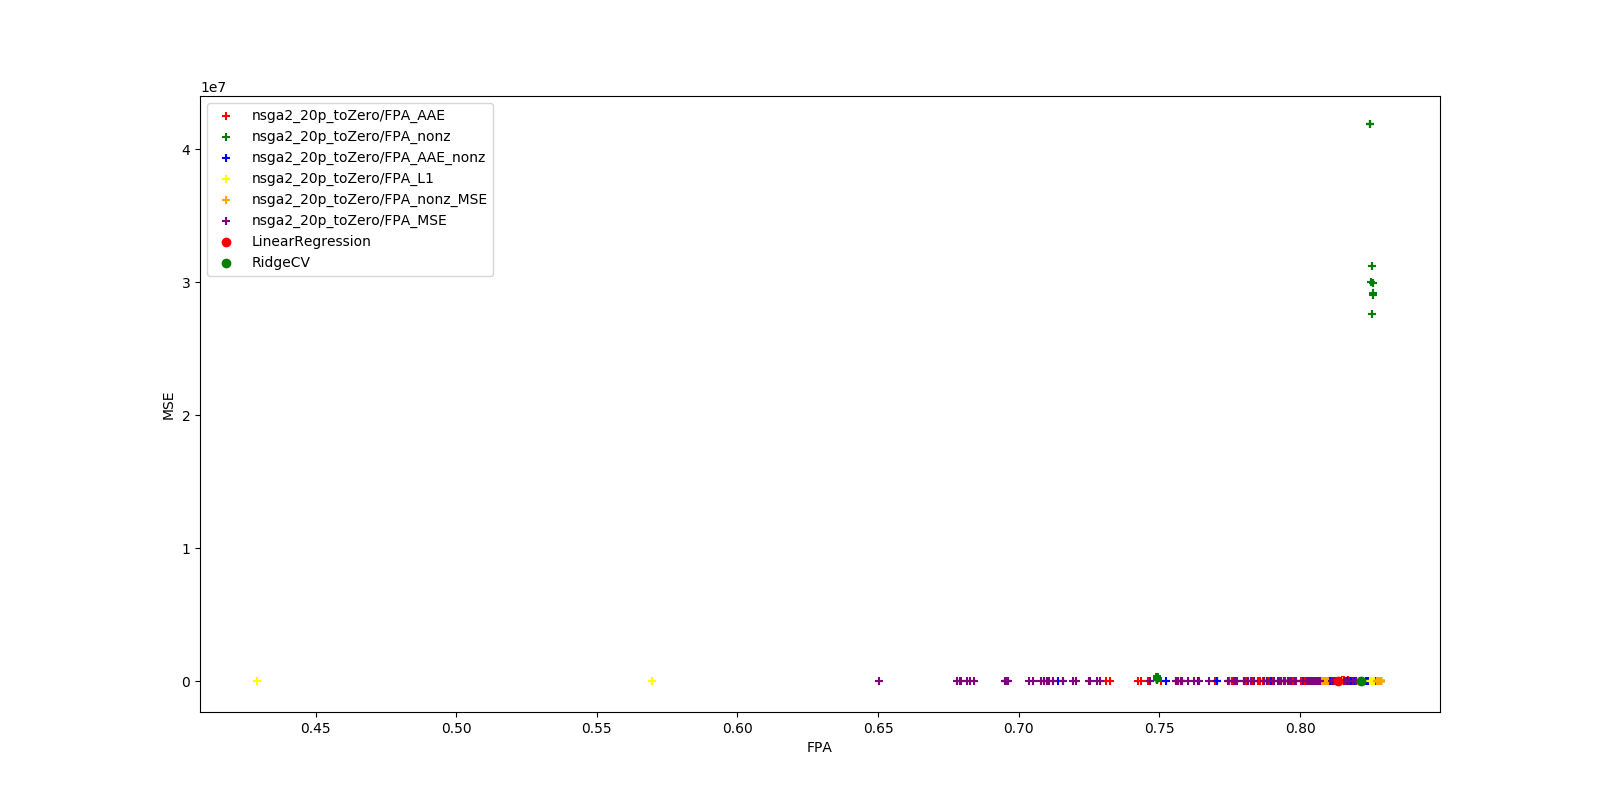 1e7
nsga2_20p_toZero/FPA_AAE
nsga2_20p_toZero/FPA_nonz
nsga2_20p_toZero/FPA_AAE_nonz
nsga2_20p_toZero/FPA_L1
nsga2_20p_toZero/FPA_nonz_MSE
nsga2_20p_toZero/FPA_MSE
LinearRegression
RidgeCV
4
3
2
1
0
MSE
0.45 0.50 0.55 0.60 0.65 0.70 0.75 0.80
FPA